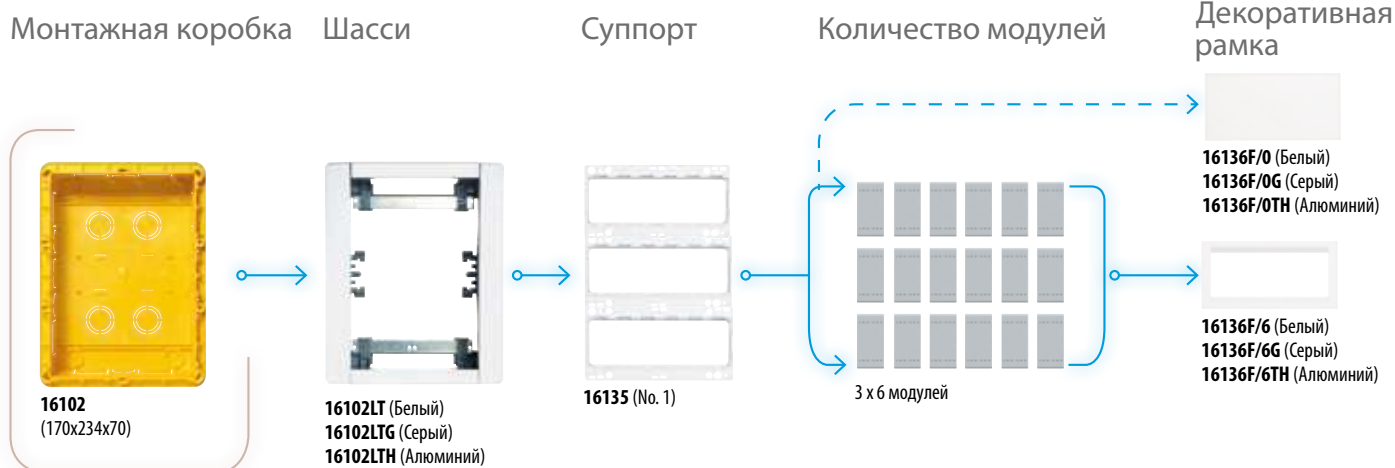 Монтажная коробка
Шасси
Суппорт
Количество модулей
Декоративная
рамка
16102
(170x234x70)
16102LT (Белый)
16102LTG (Серый)
16102LTH (Алюминий)
16135 (No. 1)
3 x 6 модулей
16136F/0 (Белый)
16136F/0G (Серый)
16136F/0TH (Алюминий)
16136F/6 (Белый)
16136F/6G (Серый)
16136F/6TH (Алюминий)